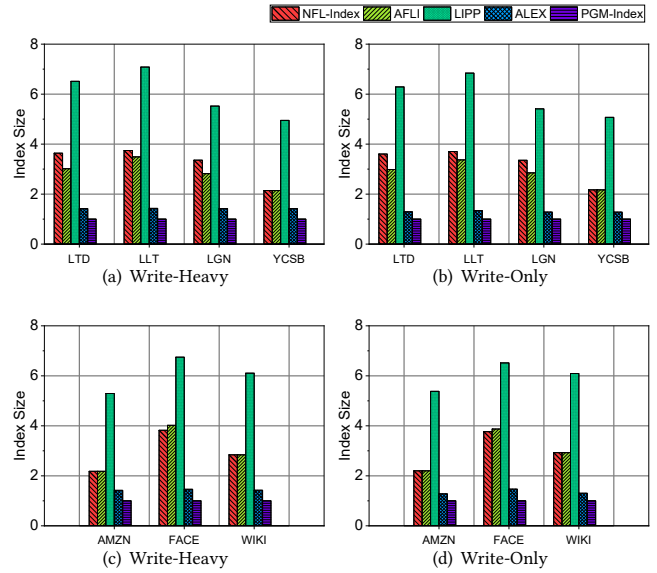 NFL-Index AFLI LIPP ALEX PGM-Index
8
6
4
2
0
Index Size
LTD LLT LGN YCSB
(a) Write-Heavy
8
6
4
2
0
Index Size
LTD LLT LGN YCSB
(b) Write-Only
8
6
4
2
0
Index Size
AMZN FACE WIKI
(c) Write-Heavy
8
6
4
2
0
Index Size
AMZN FACE WIKI
(d) Write-Only